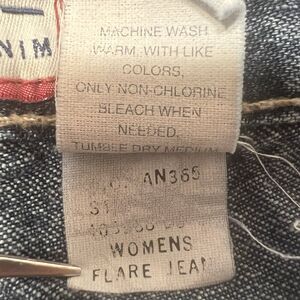 NIM
MACHINE WASH
WARM, WITH LIKE
COLORS,
ONLY NON-CHLORINE
BLEACH WHEN
NEEDED.
TUMBLE DRY MEDIUM
AN365
WOMENS
FLARE JEAN